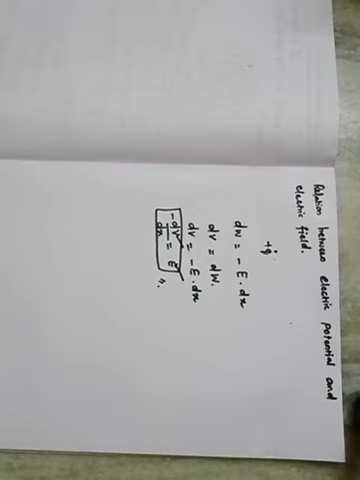 Relation between electric potential and
electric field.
+q.
dW = - E . dx
dV = dW.
dV = - E . dx
-dV/dx = E